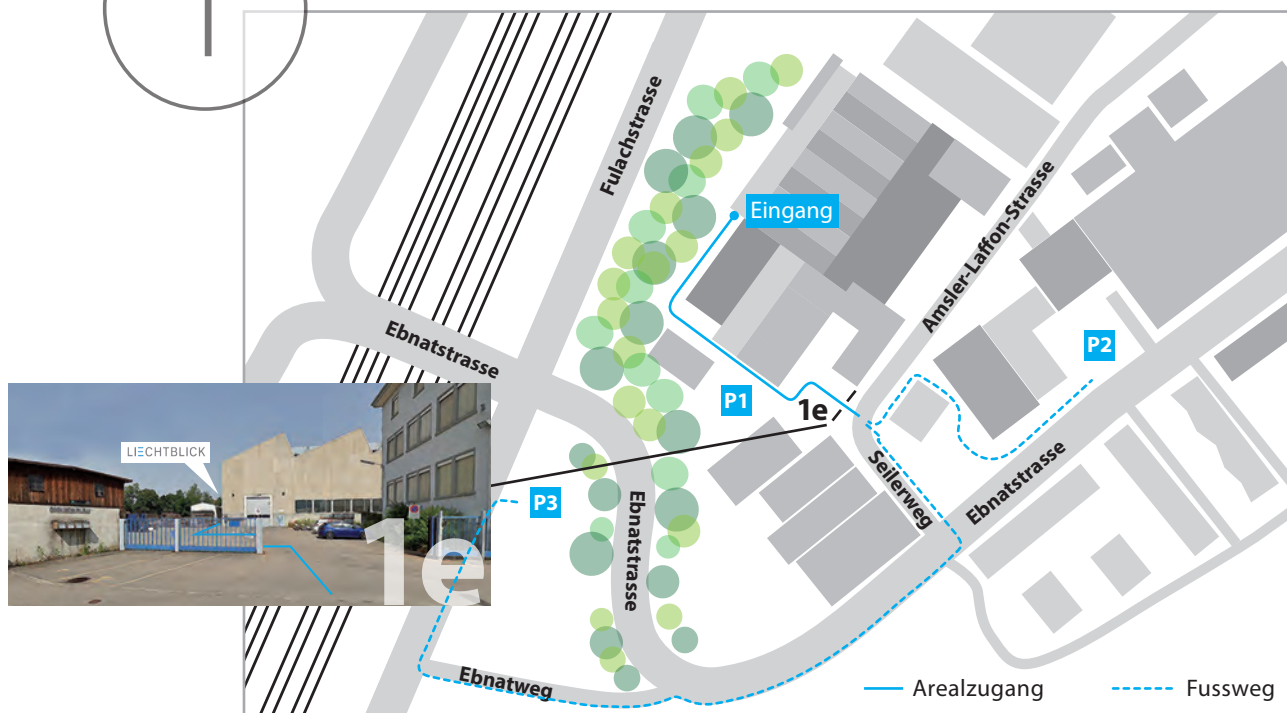 Fulachstrasse
Eingang
Amsler-Laffon-Strasse
Ebnatstrasse
P2
P1
1e
LIECHTBLICK
Seilerweg
Ebnatstrasse
P3
Ebnatstrasse
1e
Ebnatweg
Arealzugang
Fussweg